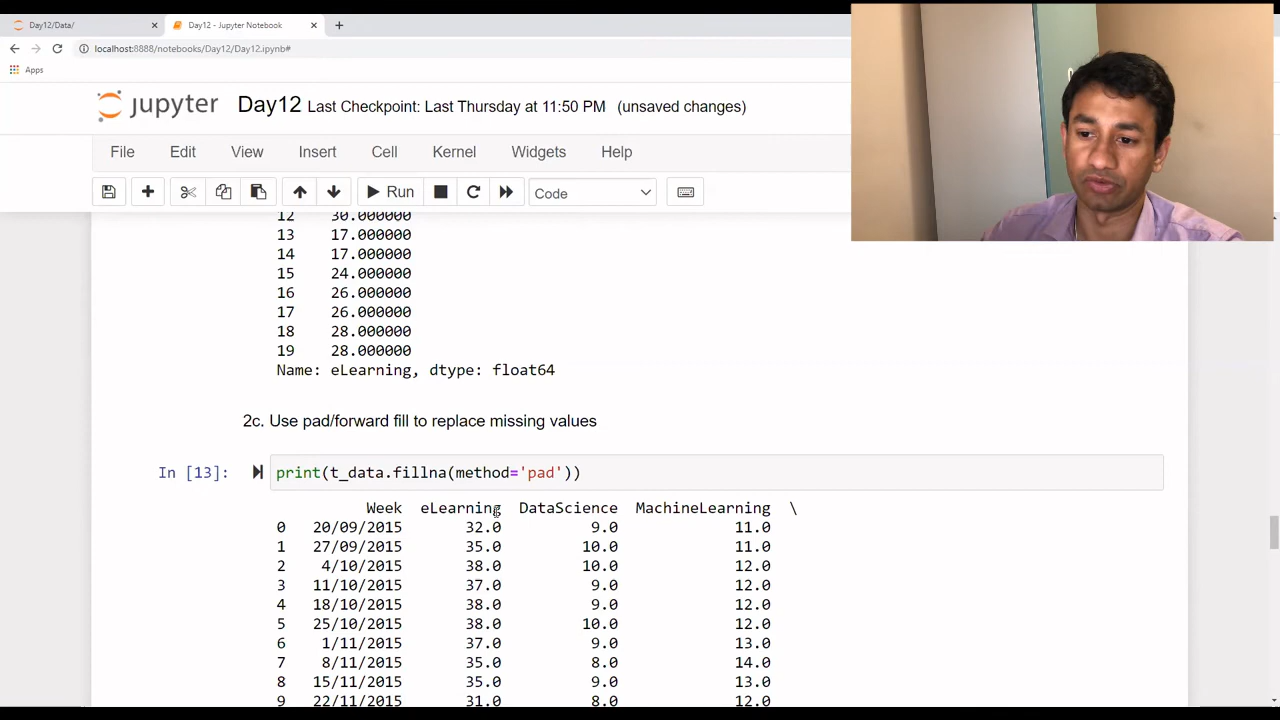 Day12/Data/
Day12 - Jupyter Notebook
localhost:8888/notebooks/Day12/Day12.ipynb#
Apps
jupyter Day12 Last Checkpoint: Last Thursday at 11:50 PM (unsaved changes)
File Edit View Insert Cell Kernel Widgets Help
Run Code
12 30.000000
13 17.000000
14 17.000000
15 24.000000
16 26.000000
17 26.000000
18 28.000000
19 28.000000
Name: eLearning, dtype: float64
2c. Use pad/forward fill to replace missing values
In [13]: print(t_data.fillna(method='pad'))
Week eLearning DataScience MachineLearning \
0 20/09/2015 32.0 9.0 11.0
1 27/09/2015 35.0 10.0 11.0
2 4/10/2015 38.0 10.0 12.0
3 11/10/2015 37.0 9.0 12.0
4 18/10/2015 38.0 9.0 12.0
5 25/10/2015 38.0 10.0 12.0
6 1/11/2015 37.0 9.0 13.0
7 8/11/2015 35.0 8.0 14.0
8 15/11/2015 35.0 9.0 13.0
9 22/11/2015 31.0 8.0 12.0